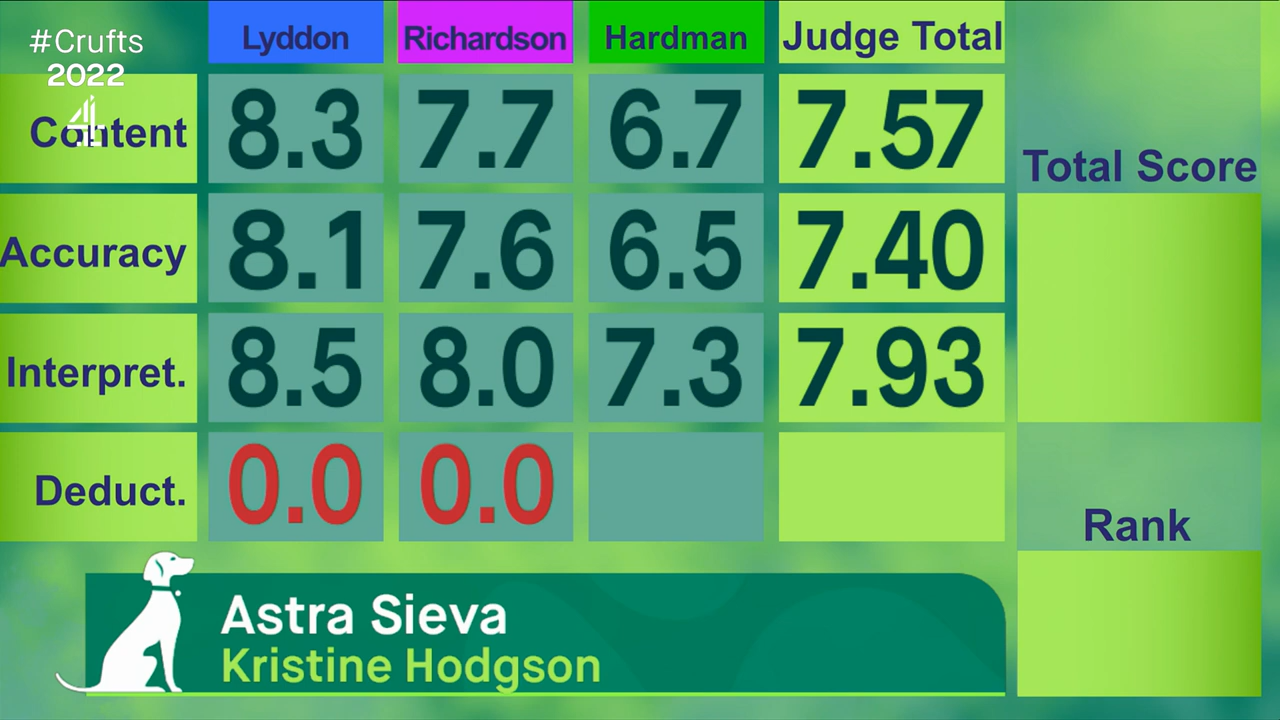 #Crufts
2022
4
Lyddon Richardson Hardman Judge Total
Content 8.3 7.7 6.7 7.57
Total Score
Accuracy 8.1 7.6 6.5 7.40
Interpret. 8.5 8.0 7.3 7.93
Deduct. 0.0 0.0
Rank
Astra Sieva
Kristine Hodgson